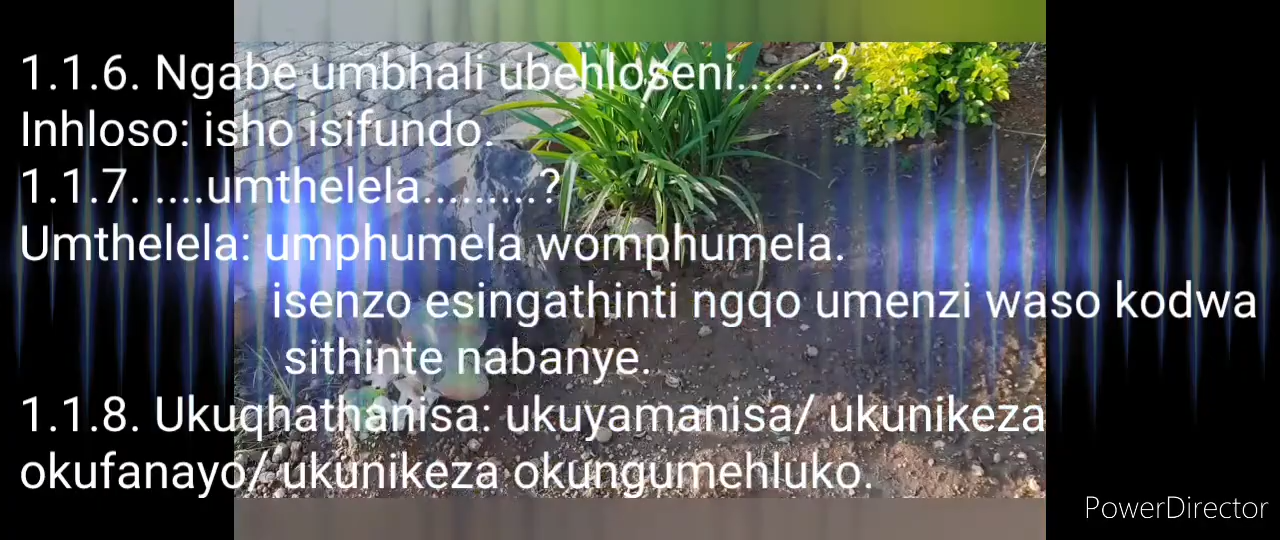 1.1.6. Ngabe umbhali ubehloseni.......?
Inhloso: isho isifundo.
1.1.7. ....umthelela.........?
Umthelela: umphumela womphumela.
isenzo esingathinti ngqo umenzi waso kodwa
sithinte nabanye.
1.1.8. Ukuqhathanisa: ukuyamanisa/ ukunikeza
okufanayo/ ukunikeza okungumehluko.
PowerDirector